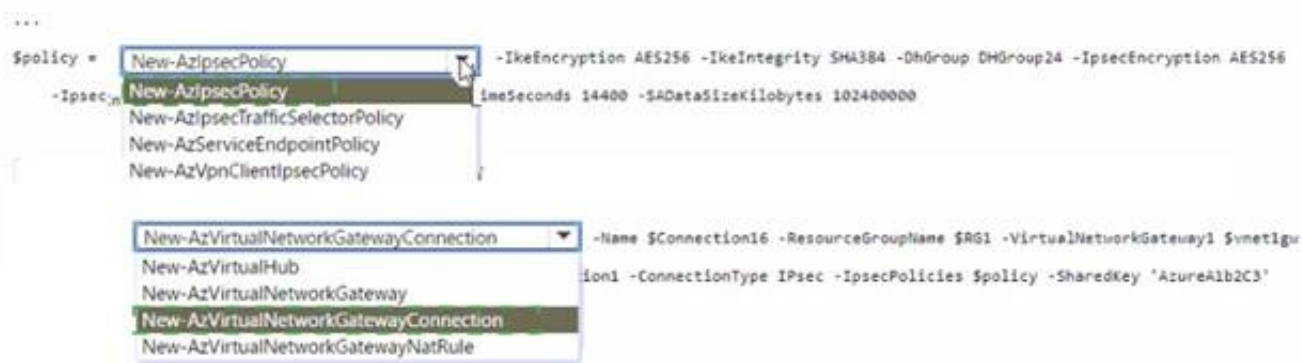 ...
$policy = New-AzIpsecPolicy -IkeEncryption AES256 -IkeIntegrity SHA384 -DhGroup DHGroup24 -IpsecEncryption AES256
-Ipsec New-AzIpsecPolicy imeSeconds 14400 -SADataSizeKilobytes 102400000
New-AzIpsecTrafficSelectorPolicy
New-AzServiceEndpointPolicy
New-AzVpnClientIpsecPolicy
New-AzVirtualNetworkGatewayConnection -Name $Connection16 -ResourceGroupName $RG1 -VirtualNetworkGateway1 $vnet1gw
New-AzVirtualHub
ion1 -ConnectionType IPsec -IpsecPolicies $policy -SharedKey 'AzureA1b2C3'
New-AzVirtualNetworkGateway
New-AzVirtualNetworkGatewayConnection
New-AzVirtualNetworkGatewayNatRule